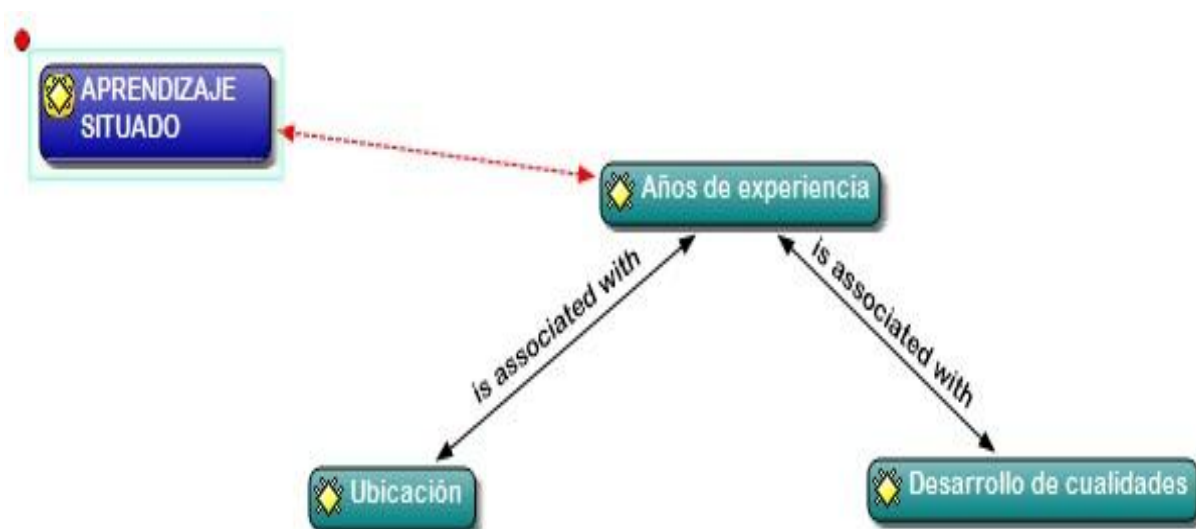 APRENDIZAJE
SITUADO
Años de experiencia
is associated with
is associated with
Ubicación
Desarrollo de cualidades